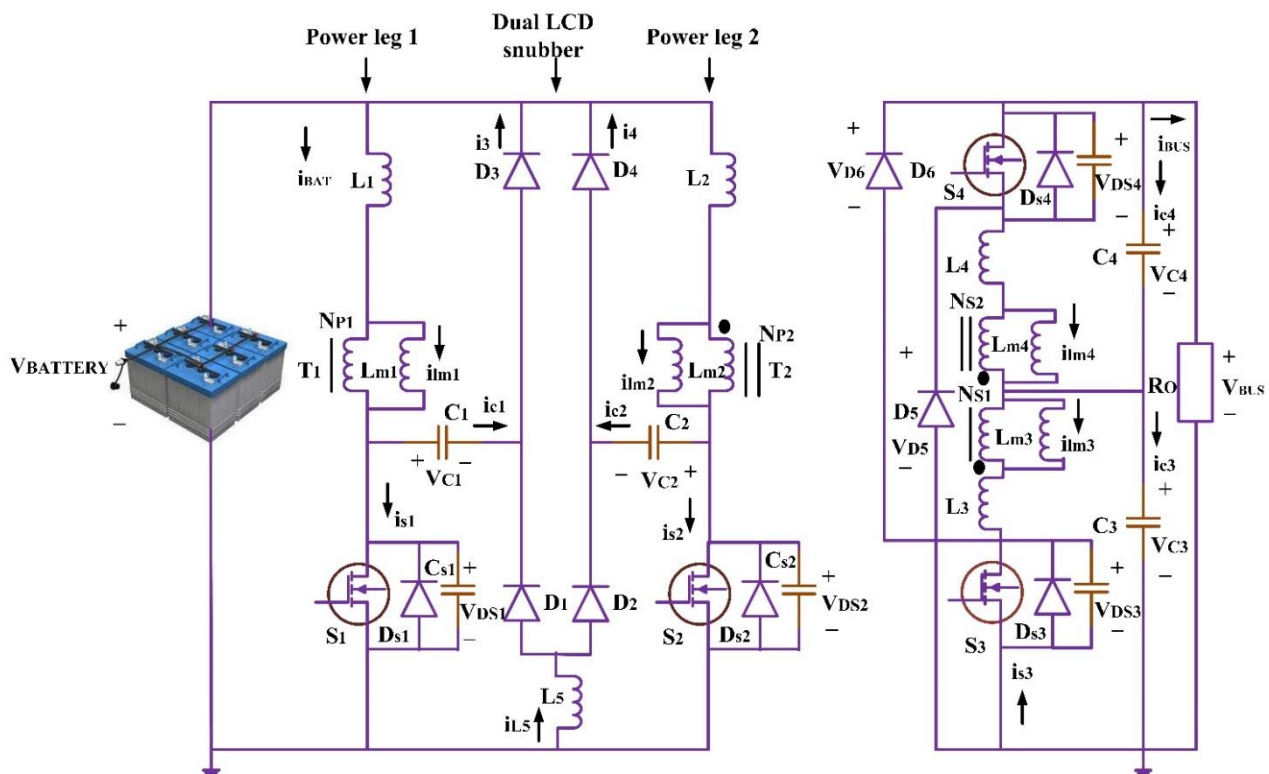 Power leg 1
Dual LCD
snubber
Power leg 2
iBAT
L1
i3
D3
i4
D4
L2
+
VD6
−
D6
S4
Ds4
+
VDS4
−
iBUS
ic4
+
C4
VC4
−
L4
+
VBATTERY
−
NP1
T1
Lm1
ilm1
NP2
ilm2
Lm2
T2
NS2
Lm4
ilm4
+
D5
VD5
−
NS1
Lm3
ilm3
RO
+
VBUS
−
C1
ic1
+
−
VC1
ic2
C2
−
+
VC2
L3
ic3
+
C3
VC3
−
is1
is2
Cs1
+
VDS1
−
S1
Ds1
D1
D2
Cs2
+
VDS2
−
S2
Ds2
S3
Ds3
+
VDS3
−
is3
L5
iL5